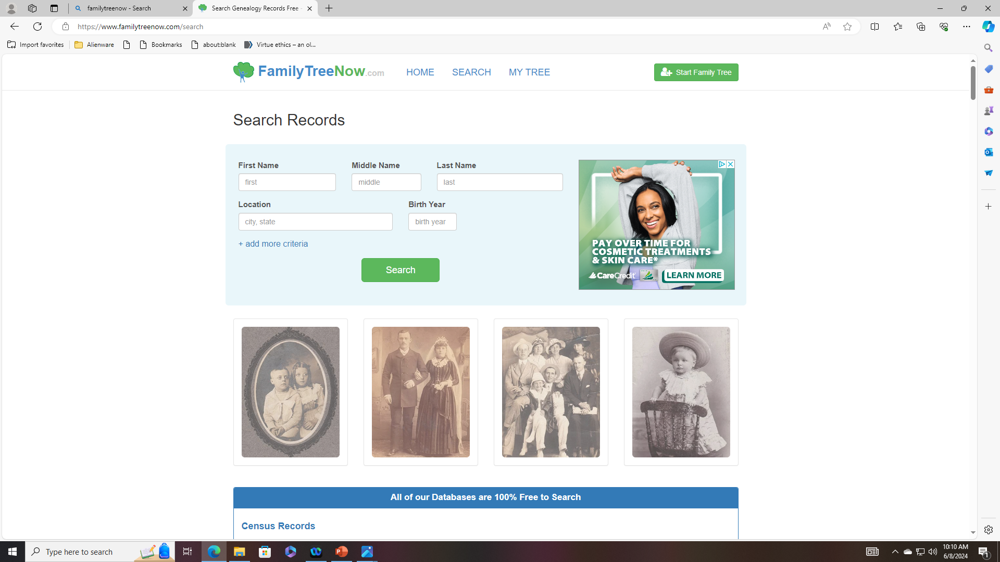 familytreenow - Search
Search Genealogy Records Free -
https://www.familytreenow.com/search
Import favorites
Alienware
Bookmarks
about:blank
Virtue ethics – an ol...
FamilyTreeNow.com
HOME
SEARCH
MY TREE
Start Family Tree
Search Records
First Name
Middle Name
Last Name
first
middle
last
Location
Birth Year
city, state
birth year
+ add more criteria
Search
PAY OVER TIME FOR
COSMETIC TREATMENTS
& SKIN CARE*
CareCredit
LEARN MORE
All of our Databases are 100% Free to Search
Census Records
Type here to search
10:10 AM
6/8/2024
1